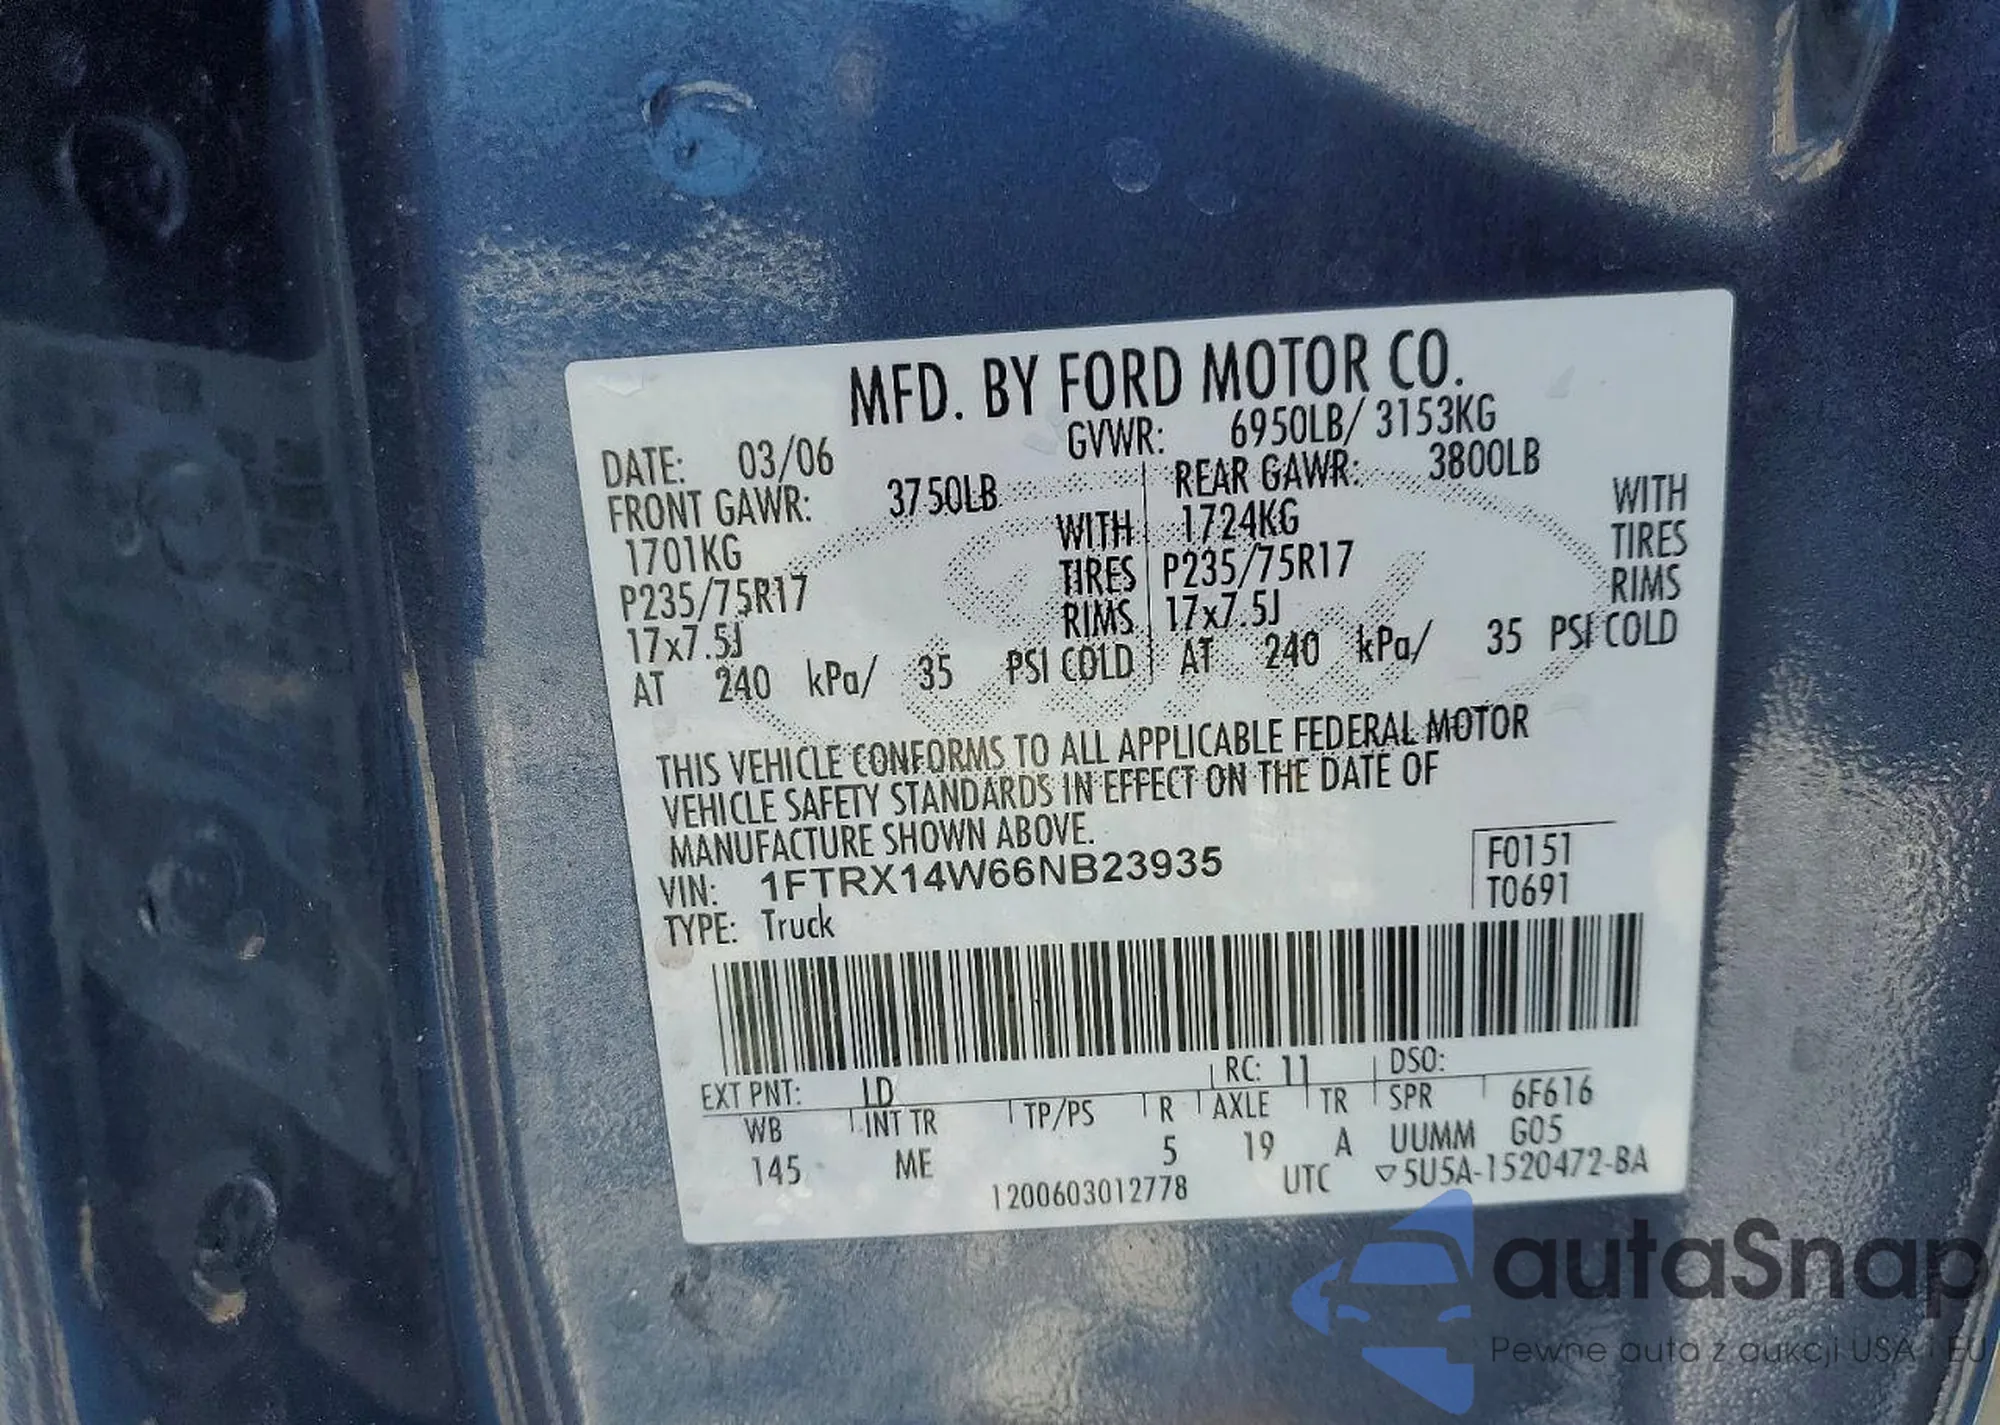 MFD. BY FORD MOTOR CO.
DATE: 03/06 GVWR: 6950LB/ 3153KG
FRONT GAWR: 3750LB REAR GAWR: 3800LB
1701KG WITH 1724KG WITH
P235/75R17 TIRES P235/75R17 TIRES
17x7.5J RIMS 17x7.5J RIMS
AT 240 kPa/ 35 PSI COLD AT 240 kPa/ 35 PSI COLD
THIS VEHICLE CONFORMS TO ALL APPLICABLE FEDERAL MOTOR
VEHICLE SAFETY STANDARDS IN EFFECT ON THE DATE OF
MANUFACTURE SHOWN ABOVE.
VIN: 1FTRX14W66NB23935 F0151
TYPE: Truck T0691
EXT PNT: LD RC: 11 DSO:
WB INT TR TP/PS R AXLE TR SPR 6F616
145 ME 5 19 A UUMM G05
1200603012778 UTC ▽5U5A-1520472-BA
autaSnap
Pewne auta z aukcji USA i EU